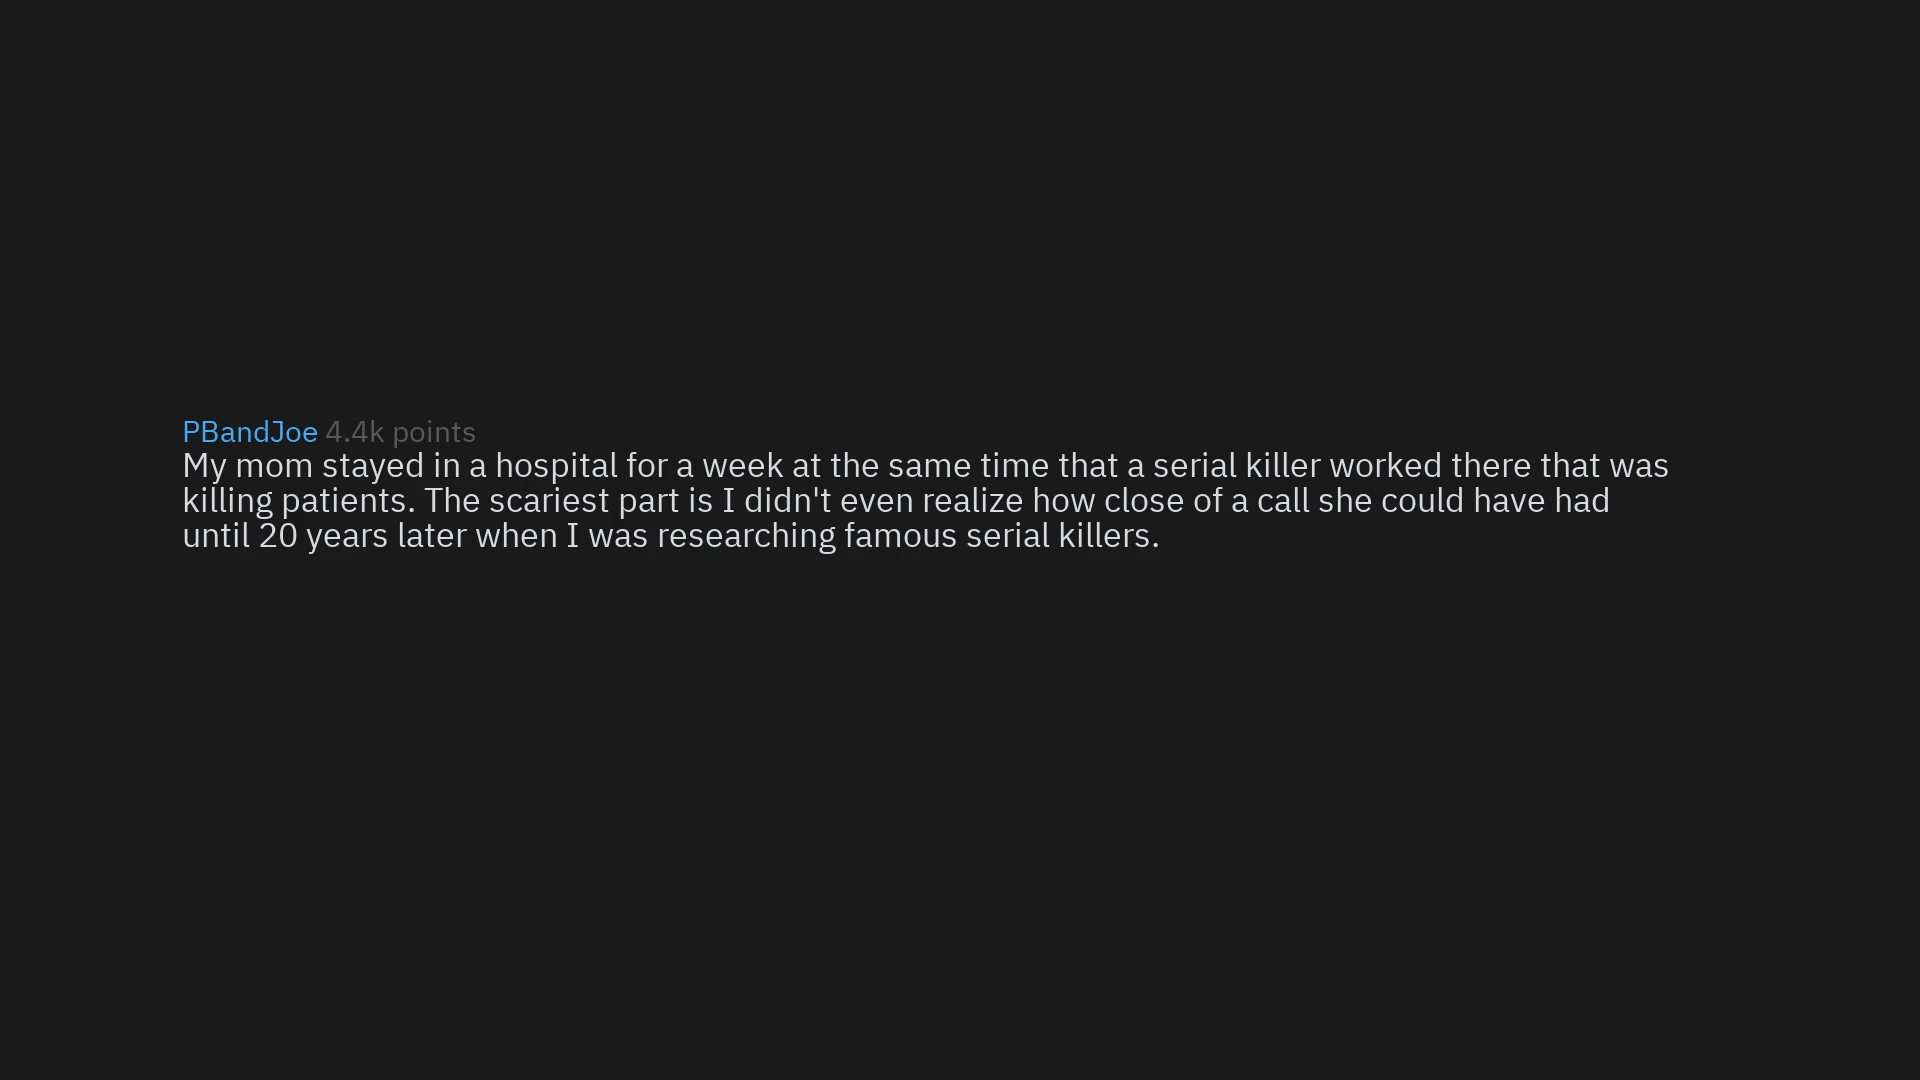 PBandJoe 4.4k points
My mom stayed in a hospital for a week at the same time that a serial killer worked there that was
killing patients. The scariest part is I didn't even realize how close of a call she could have had
until 20 years later when I was researching famous serial killers.